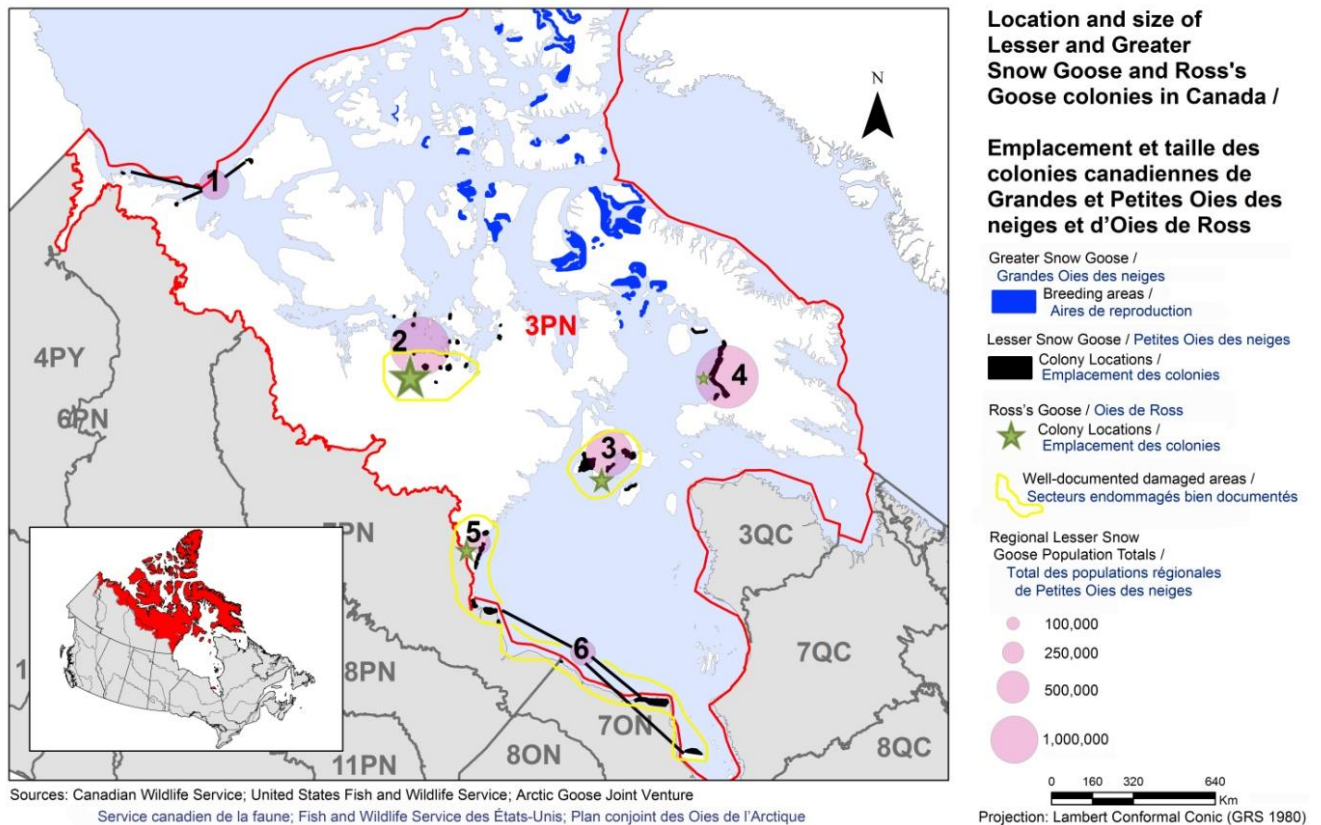 Location and size of
Lesser and Greater
Snow Goose and Ross's
Goose colonies in Canada /
Emplacement et taille des
colonies canadiennes de
Grandes et Petites Oies des
neiges et d'Oies de Ross
Greater Snow Goose /
Grandes Oies des neiges
Breeding areas /
Aires de reproduction
Lesser Snow Goose / Petites Oies des neiges
Colony Locations /
Emplacement des colonies
Ross's Goose / Oies de Ross
Colony Locations /
Emplacement des colonies
Well-documented damaged areas /
Secteurs endommagés bien documentés
Regional Lesser Snow
Goose Population Totals /
Total des populations régionales
de Petites Oies des neiges
100,000
250,000
500,000
1,000,000
0 160 320 640
Km
Projection: Lambert Conformal Conic (GRS 1980)
N
1
2
3PN
4
4PY
6PN
3
5
3QC
6
7QC
8PN
7ON
8ON
8QC
11PN
Sources: Canadian Wildlife Service; United States Fish and Wildlife Service; Arctic Goose Joint Venture
Service canadien de la faune; Fish and Wildlife Service des États-Unis; Plan conjoint des Oies de l'Arctique